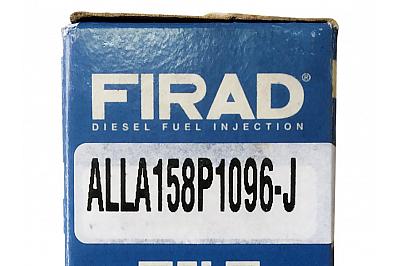 FIRAD®
DIESEL FUEL INJECTION
ALLA158P1096-J